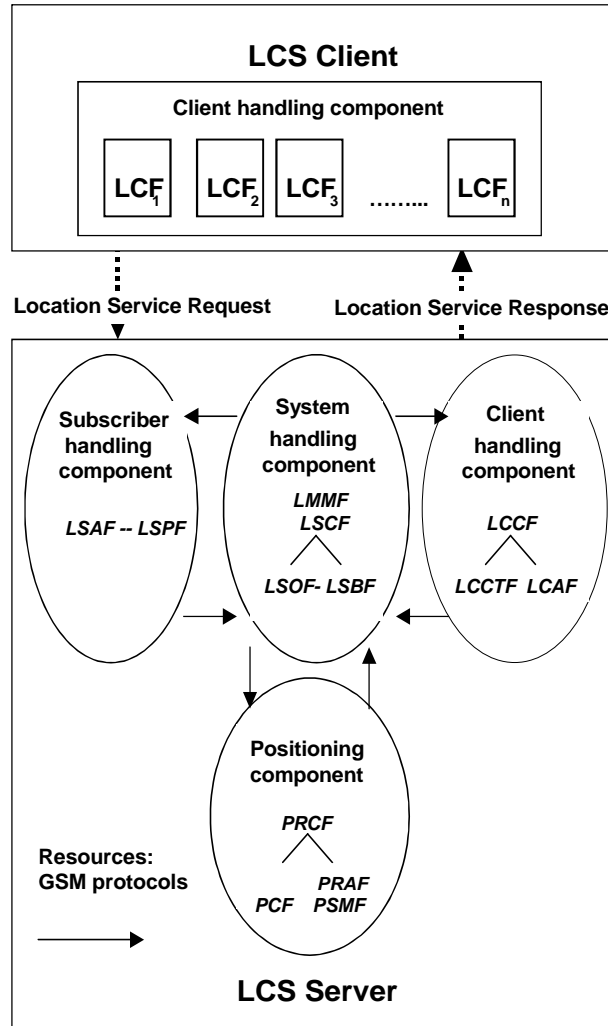 LCS Client
Client handling component
LCF1 LCF2 LCF3 ……... LCFn
Location Service Request
Location Service Response
Subscriber
handling
component
LSAF -- LSPF
System
handling
component
LMMF
LSCF
LSOF- LSBF
Client
handling
component
LCCF
LCCTF LCAF
Positioning
component
PRCF
PRAF
PCF PSMF
Resources:
GSM protocols
LCS Server